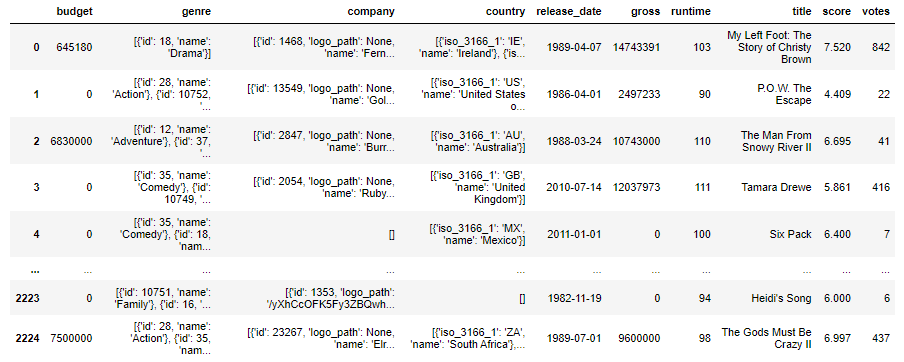 budget genre company country release_date gross runtime title score votes
0 645180 [{'id': 18, 'name': 'Drama'}] [{'id': 1468, 'logo_path': None, 'name': 'Fern... [{'iso_3166_1': 'IE', 'name': 'Ireland'}, {'is... 1989-04-07 14743391 103 My Left Foot: The Story of Christy Brown 7.520 842
1 0 [{'id': 28, 'name': 'Action'}, {'id': 10752, '... [{'id': 13549, 'logo_path': None, 'name': 'Gol... [{'iso_3166_1': 'US', 'name': 'United States o... 1986-04-01 2497233 90 P.O.W. The Escape 4.409 22
2 6830000 [{'id': 12, 'name': 'Adventure'}, {'id': 37, '... [{'id': 2847, 'logo_path': None, 'name': 'Burr... [{'iso_3166_1': 'AU', 'name': 'Australia'}] 1988-03-24 10743000 110 The Man From Snowy River II 6.695 41
3 0 [{'id': 35, 'name': 'Comedy'}, {'id': 10749, '... [{'id': 2054, 'logo_path': None, 'name': 'Ruby... [{'iso_3166_1': 'GB', 'name': 'United Kingdom'}] 2010-07-14 12037973 111 Tamara Drewe 5.861 416
4 0 [{'id': 35, 'name': 'Comedy'}, {'id': 18, 'nam... [] [{'iso_3166_1': 'MX', 'name': 'Mexico'}] 2011-01-01 0 100 Six Pack 6.400 7
... ... ... ... ... ... ... ... ... ... ...
2223 0 [{'id': 10751, 'name': 'Family'}, {'id': 16, '... [{'id': 1353, 'logo_path': '/yXhCcOFK5Fy3ZBQwh... [] 1982-11-19 0 94 Heidi's Song 6.000 6
2224 7500000 [{'id': 28, 'name': 'Action'}, {'id': 35, 'nam... [{'id': 23267, 'logo_path': None, 'name': 'Elr... [{'iso_3166_1': 'ZA', 'name': 'South Africa'},... 1989-07-01 9600000 98 The Gods Must Be Crazy II 6.997 437